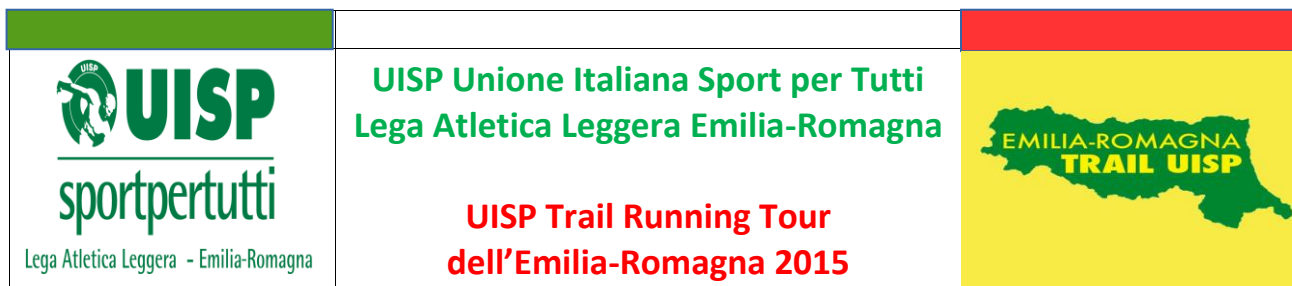 UISP
UISP
sportpertutti
Lega Atletica Leggera - Emilia-Romagna
UISP Unione Italiana Sport per Tutti
Lega Atletica Leggera Emilia-Romagna
UISP Trail Running Tour
dell’Emilia-Romagna 2015
EMILIA-ROMAGNA
TRAIL UISP